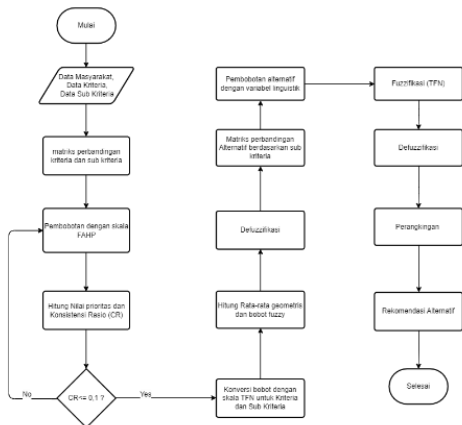 Mulai
Data Masyarakat,
Data Kriteria,
Data Sub Kriteria
matriks perbandingan
kriteria dan sub kriteria
Pembobotan dengan skala
FAHP
Hitung Nilai prioritas dan
Konsistensi Rasio (CR)
CR<= 0,1 ?
No
Yes
Konversi bobot dengan
skala TFN untuk Kriteria
dan Sub Kriteria
Hitung Rata-rata geometris
dan bobot fuzzy
Defuzzifikasi
Matriks perbandingan
Alternatif berdasarkan sub
kriteria
Pembobotan alternatif
dengan variabel linguistik
Fuzzifikasi (TFN)
Defuzzifikasi
Perangkingan
Rekomendasi Alternatif
Selesai